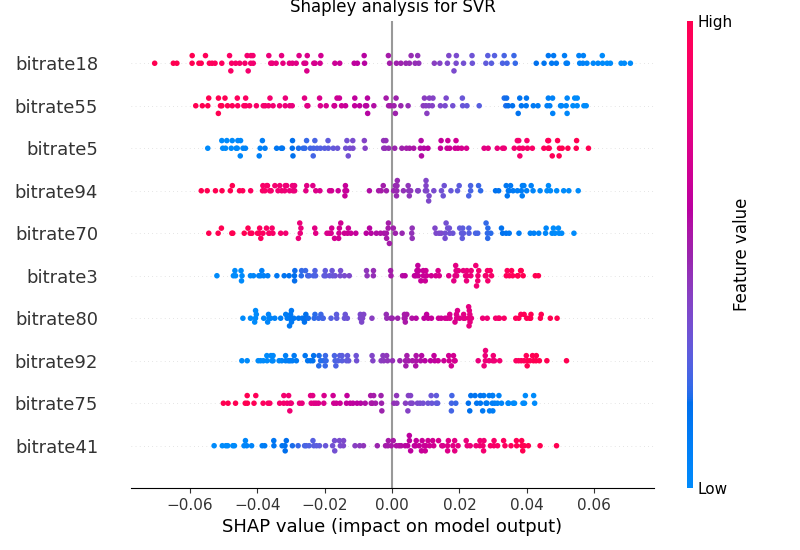 Shapley analysis for SVR
High
bitrate18
bitrate55
bitrate5
bitrate94
bitrate70
bitrate3
bitrate80
bitrate92
bitrate75
bitrate41
Feature value
Low
−0.06 −0.04 −0.02 0.00 0.02 0.04 0.06
SHAP value (impact on model output)